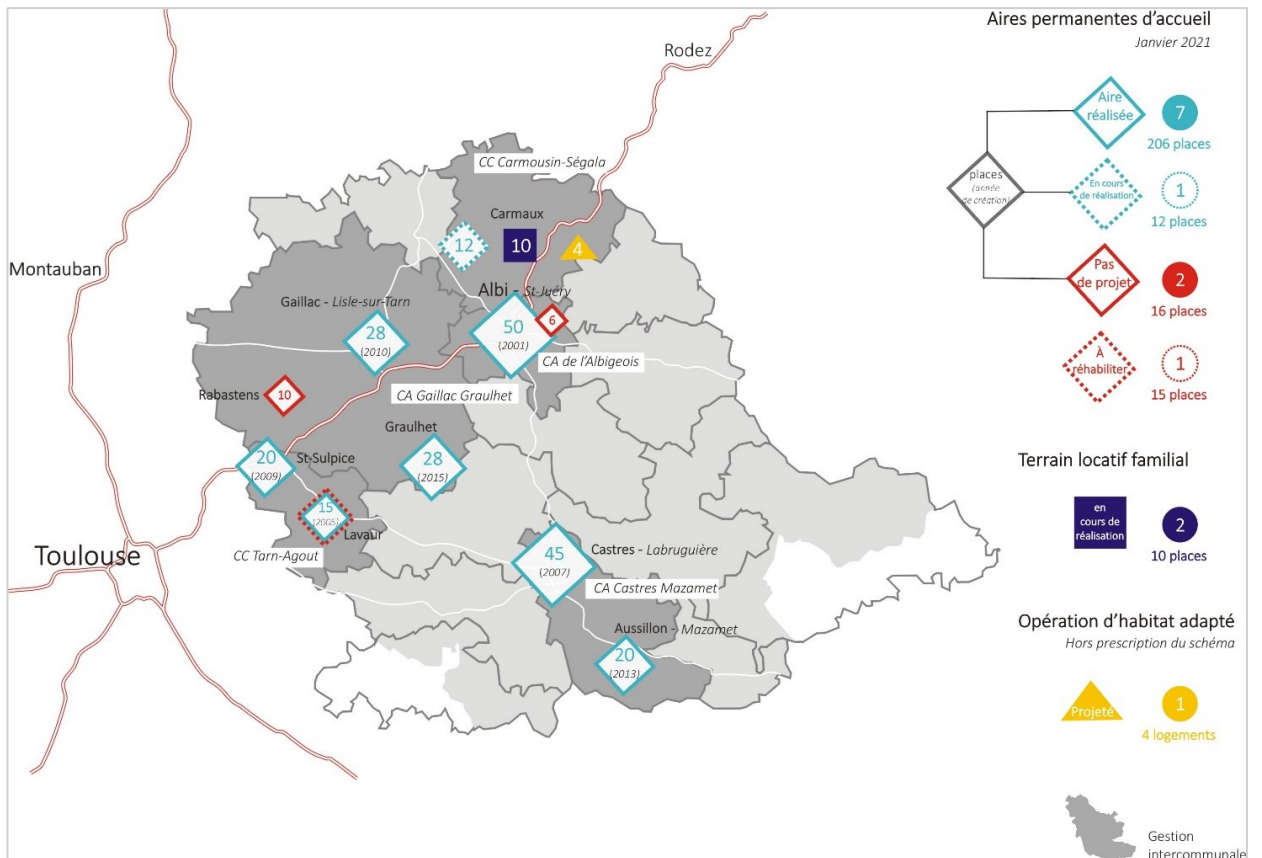 Rodez
Aires permanentes d'accueil
Janvier 2021
Aire
réalisée
7
206 places
places
(année
de création)
En cours
de réalisation
1
12 places
Pas
de projet
2
16 places
À
réhabiliter
1
15 places
Terrain locatif familial
en
cours de
réalisation
2
10 places
Opération d'habitat adapté
Hors prescription du schéma
Projeté
1
4 logements
Gestion
intercommunale
CC Carmousin-Ségala
Carmaux
12
10
4
Montauban
Albi - St-Juéry
Gaillac - Lisle-sur-Tarn
28
(2010)
50
(2001)
6
CA de l'Albigeois
Rabastens
10
CA Gaillac Graulhet
Graulhet
28
(2015)
20
(2009)
St-Sulpice
15
(2005)
Lavaur
Toulouse
CC Tarn-Agout
45
(2007)
Castres - Labruguière
CA Castres Mazamet
Aussillon - Mazamet
20
(2013)